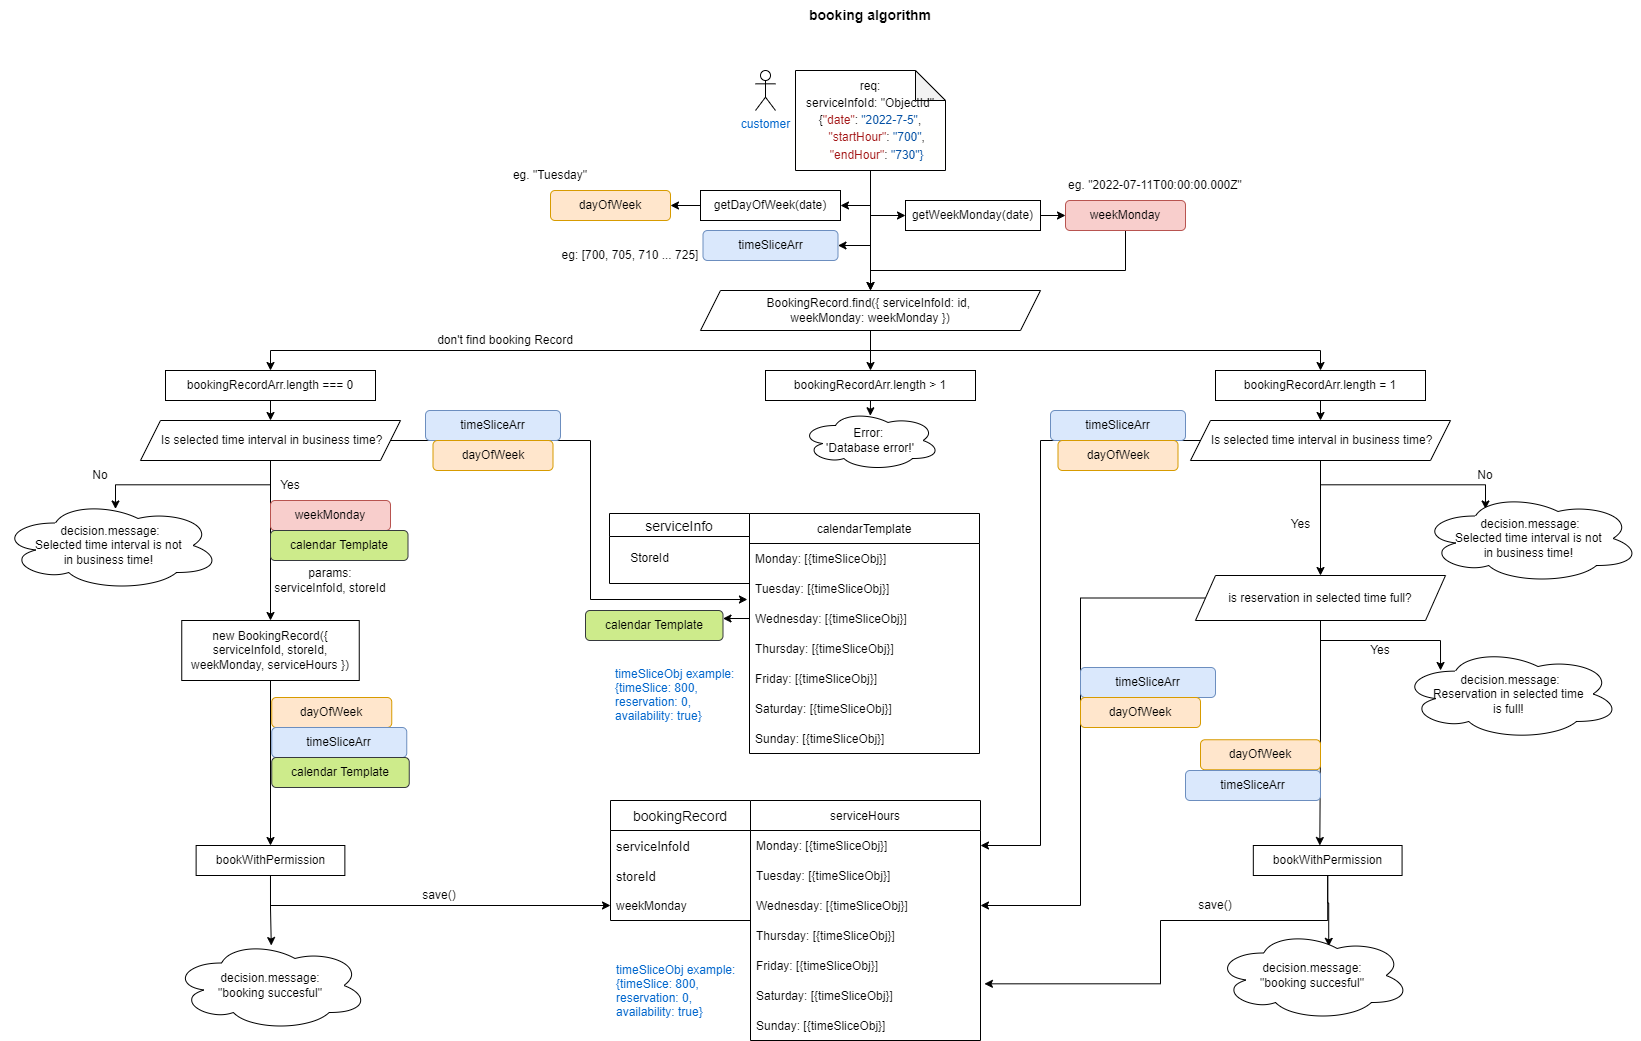 booking algorithm
req:
serviceInfoId: "ObjectId"
{"date": "2022-7-5",
"startHour": "700",
"endHour": "730"}
customer
eg. "Tuesday"
dayOfWeek
getDayOfWeek(date)
eg. "2022-07-11T00:00:00.000Z"
getWeekMonday(date)
weekMonday
timeSliceArr
eg: [700, 705, 710 ... 725]
BookingRecord.find({ serviceInfoId: id,
weekMonday: weekMonday })
don't find booking Record
bookingRecordArr.length === 0
bookingRecordArr.length > 1
bookingRecordArr.length = 1
Is selected time interval in business time?
timeSliceArr
dayOfWeek
Error:
'Database error!'
timeSliceArr
dayOfWeek
Is selected time interval in business time?
No
Yes
decision.message:
Selected time interval is not
in business time!
weekMonday
calendar Template
params:
serviceInfoId, storeId
new BookingRecord({
serviceInfoId, storeId,
weekMonday, serviceHours })
dayOfWeek
timeSliceArr
calendar Template
bookWithPermission
save()
decision.message:
"booking succesful"
serviceInfo
StoreId
calendarTemplate
Monday: [{timeSliceObj}]
Tuesday: [{timeSliceObj}]
Wednesday: [{timeSliceObj}]
Thursday: [{timeSliceObj}]
Friday: [{timeSliceObj}]
Saturday: [{timeSliceObj}]
Sunday: [{timeSliceObj}]
calendar Template
timeSliceObj example:
{timeSlice: 800,
reservation: 0,
availability: true}
bookingRecord
serviceInfoId
storeId
weekMonday
serviceHours
Monday: [{timeSliceObj}]
Tuesday: [{timeSliceObj}]
Wednesday: [{timeSliceObj}]
Thursday: [{timeSliceObj}]
Friday: [{timeSliceObj}]
Saturday: [{timeSliceObj}]
Sunday: [{timeSliceObj}]
timeSliceObj example:
{timeSlice: 800,
reservation: 0,
availability: true}
No
Yes
decision.message:
Selected time interval is not
in business time!
is reservation in selected time full?
Yes
decision.message:
Reservation in selected time
is full!
timeSliceArr
dayOfWeek
dayOfWeek
timeSliceArr
bookWithPermission
save()
decision.message:
"booking succesful"